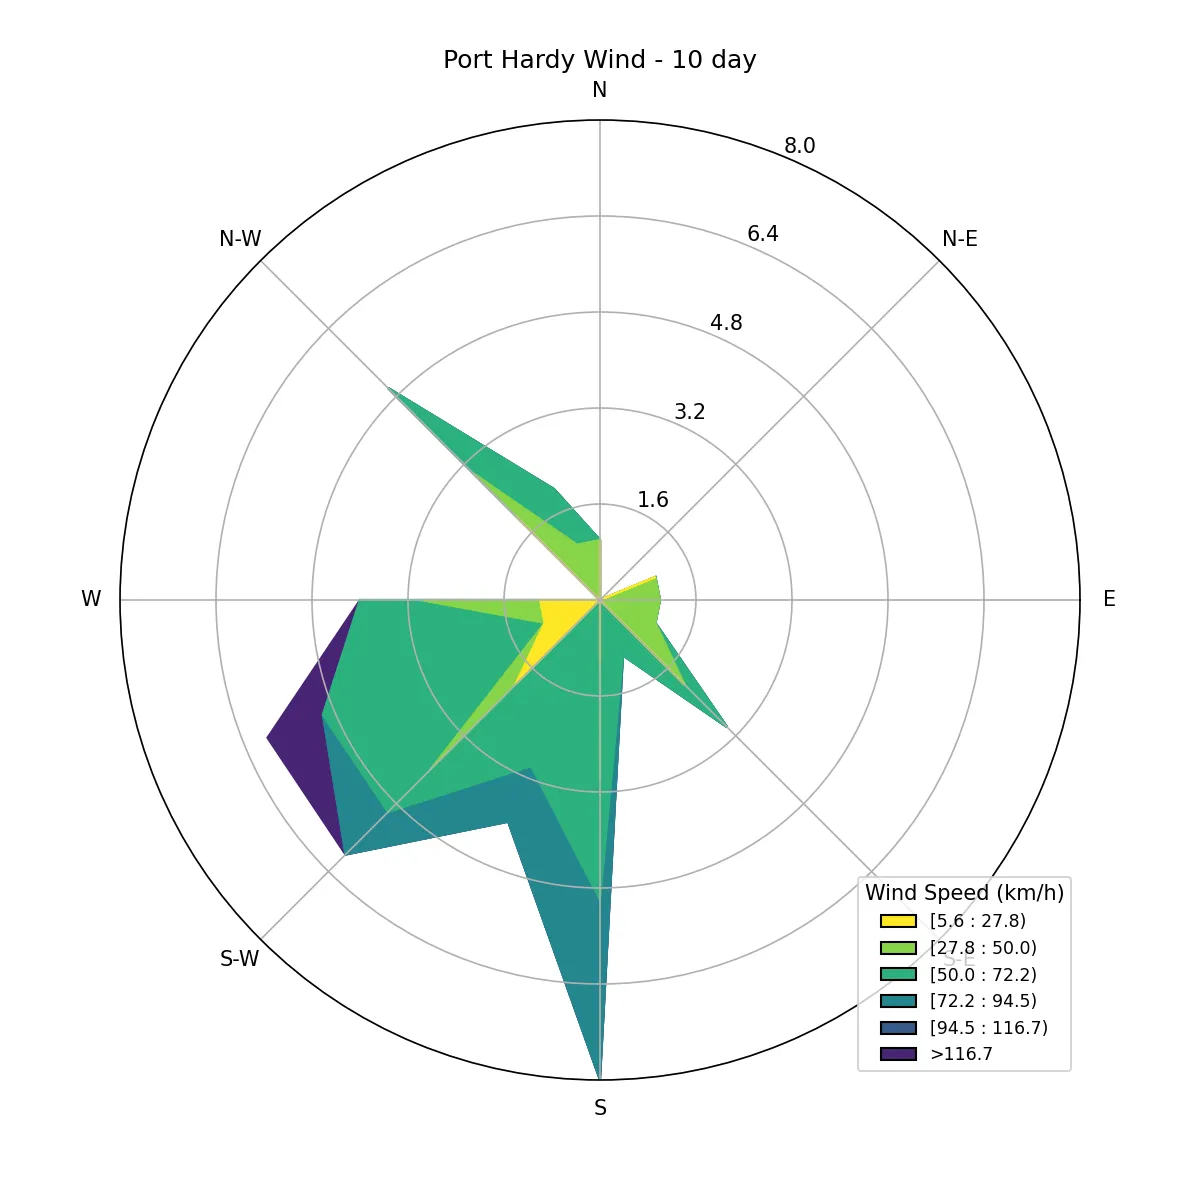 Port Hardy Wind - 10 day
N
8.0
N-W
6.4
N-E
4.8
3.2
1.6
W
E
S-W
S-E
S
Wind Speed (km/h)
[5.6 : 27.8)
[27.8 : 50.0)
[50.0 : 72.2)
[72.2 : 94.5)
[94.5 : 116.7)
>116.7